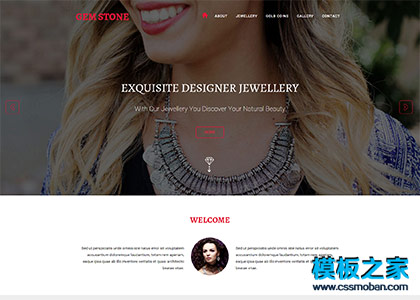 GEM STONE
ABOUT JEWELLERY GOLD COINS GALLERY CONTACT
EXQUISITE DESIGNER JEWELLERY
With Our Jewellery You Discover Your Natural Beauty
WELCOME
Sed ut perspiciatis unde omnis iste natus error sit voluptatem
accusantium doloremque laudantium, totam rem aperiam,
eaque ipsa quae ab illo inventore veritatis et quasi architecto
beatae vitae.
Sed ut perspiciatis unde omnis iste natus error sit voluptatem
accusantium doloremque laudantium, totam rem aperiam,
eaque ipsa quae ab illo inventore veritatis et quasi architecto
beatae vitae.
模板之家
www.cssmoban.com